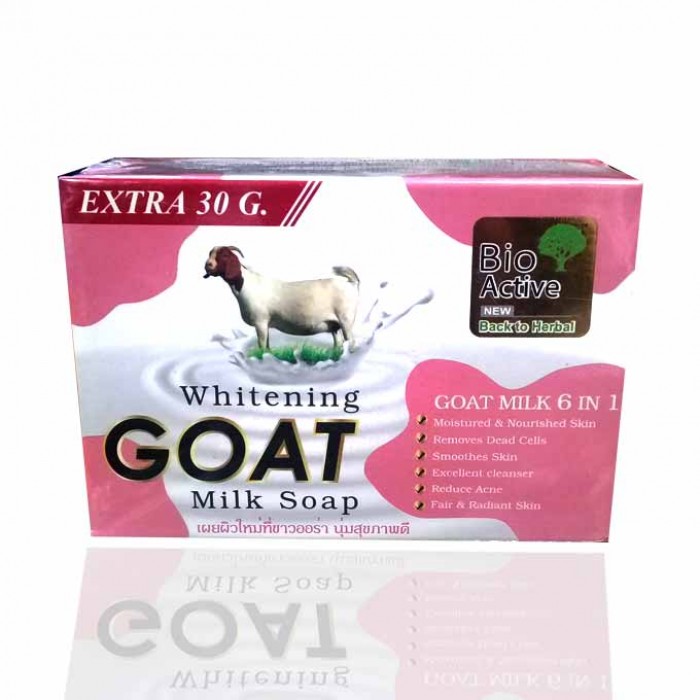 EXTRA 30 G.
Bio
Active
NEW
Back to Herbal
Whitening
GOAT
Milk Soap
เผยผิวใหม่ที่ขาวออร่า นุ่มสุขภาพดี
GOAT MILK 6 IN 1
Moistured & Nourished Skin
Removes Dead Cells
Smoothes Skin
Excellent cleanser
Reduce Acne
Fair & Radiant Skin